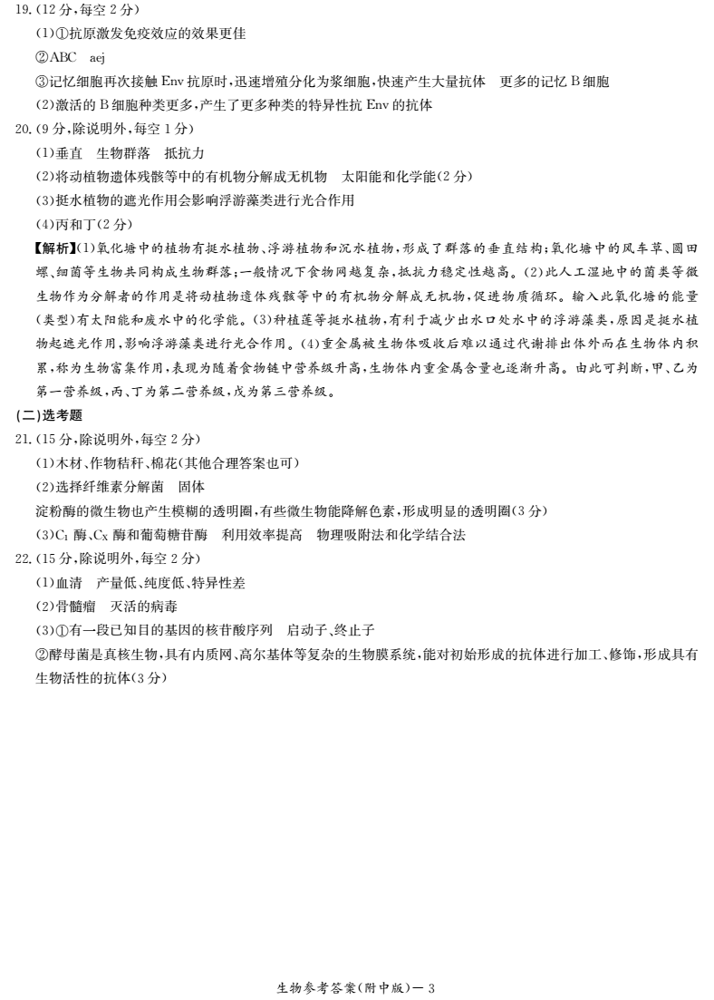 19.(12分,每空2分)
(1)①抗原激发免疫效应的效果更佳
②ABC aej
③记忆细胞再次接触 Env 抗原时,迅速增殖分化为浆细胞,快速产生大量抗体 更多的记忆 B 细胞
(2)激活的 B 细胞种类更多,产生了更多种类的特异性抗 Env 的抗体
20.(9分,除说明外,每空1分)
(1)垂直 生物群落 抵抗力
(2)将动植物遗体残骸等中的有机物分解成无机物 太阳能和化学能(2分)
(3)挺水植物的遮光作用会影响浮游藻类进行光合作用
(4)丙和丁(2分)
【解析】(1)氧化塘中的植物有挺水植物、浮游植物和沉水植物,形成了群落的垂直结构;氧化塘中的风车草、圆田
螺、细菌等生物共同构成生物群落;一般情况下食物网越复杂,抵抗力稳定性越高。(2)此人工湿地中的菌类等微
生物作为分解者的作用是将动植物遗体残骸等中的有机物分解成无机物,促进物质循环。输入此氧化塘的能量
(类型)有太阳能和废水中的化学能。(3)种植莲等挺水植物,有利于减少出水口处水中的浮游藻类,原因是挺水植
物起遮光作用,影响浮游藻类进行光合作用。(4)重金属被生物体吸收后难以通过代谢排出体外而在生物体内积
累,称为生物富集作用,表现为随着食物链中营养级升高,生物体内重金属含量也逐渐升高。由此可判断,甲、乙为
第一营养级,丙、丁为第二营养级,戊为第三营养级。
(二)选考题
21.(15分,除说明外,每空2分)
(1)木材、作物秸秆、棉花(其他合理答案也可)
(2)选择纤维素分解菌 固体
淀粉酶的微生物也产生模糊的透明圈,有些微生物能降解色素,形成明显的透明圈(3分)
(3)C₁ 酶、Cx 酶和葡萄糖苷酶 利用效率提高 物理吸附法和化学结合法
22.(15分,除说明外,每空2分)
(1)血清 产量低、纯度低、特异性差
(2)骨髓瘤 灭活的病毒
(3)①有一段已知目的基因的核苷酸序列 启动子、终止子
②酵母菌是真核生物,具有内质网、高尔基体等复杂的生物膜系统,能对初始形成的抗体进行加工、修饰,形成具有
生物活性的抗体(3分)
生物参考答案(附中版)一 3